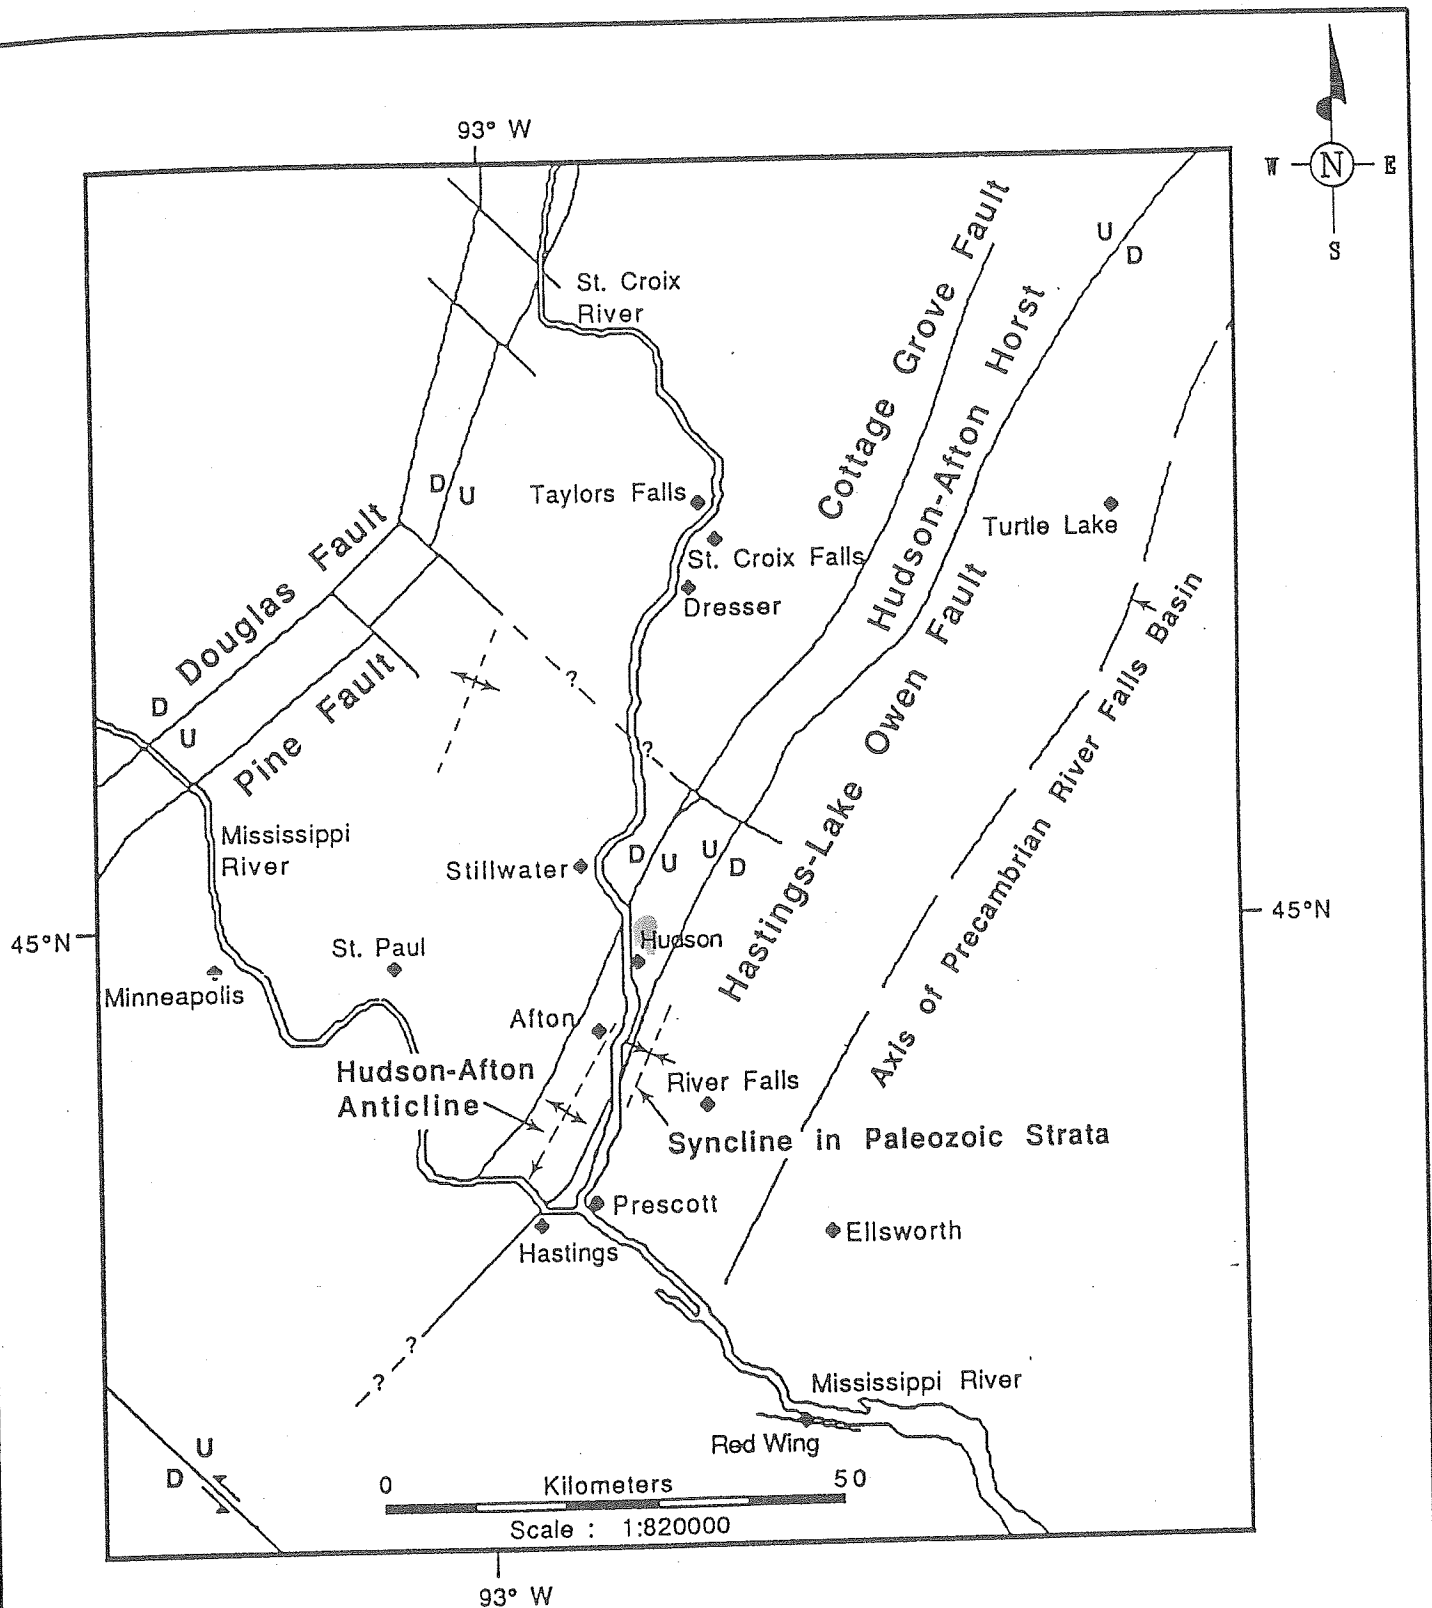 93° W
W N E
S
U
D
St. Croix
River
Cottage Grove Fault
Hudson-Afton Horst
D U
Taylors Falls
Turtle Lake
St. Croix Falls
Dresser
Douglas Fault
D
U
Pine Fault
?
?
Hastings-Lake Owen Fault
Axis of Precambrian River Falls Basin
Mississippi
River
Stillwater
D U U D
45°N
45°N
Hudson
St. Paul
Minneapolis
Afton
Hudson-Afton
Anticline
River Falls
Syncline in Paleozoic Strata
Prescott
Ellsworth
Hastings
?
?
Mississippi River
Red Wing
U
D
0 Kilometers 50
Scale : 1:820000
93° W